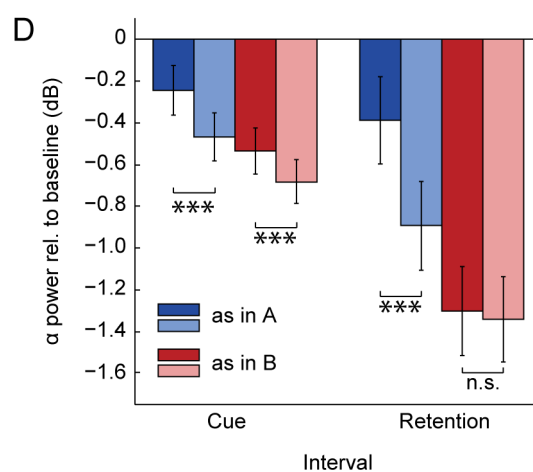 D
α power rel. to baseline (dB)
0
−0.2
−0.4
−0.6
−0.8
−1.0
−1.2
−1.4
−1.6
***
***
***
n.s.
as in A
as in B
Cue
Retention
Interval